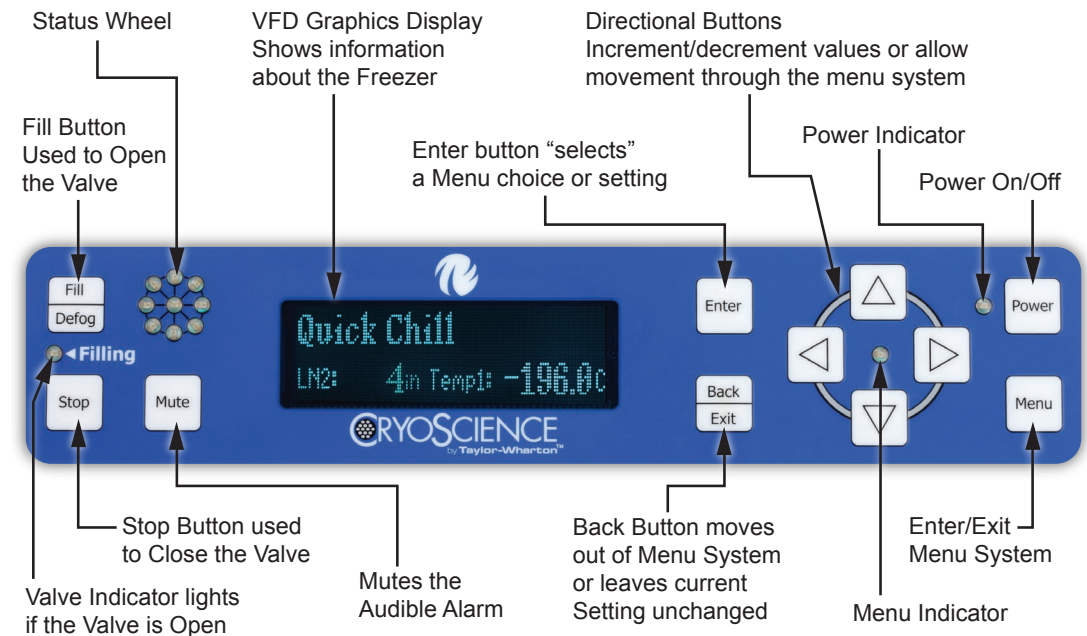 Status Wheel
VFD Graphics Display
Shows information
about the Freezer
Directional Buttons
Increment/decrement values or allow
movement through the menu system
Fill Button
Used to Open
the Valve
Enter button “selects”
a Menu choice or setting
Power Indicator
Power On/Off
Fill
Defog
Filling
Stop
Mute
Quick Chill
LN2: 4in Temp1: -196.0C
CRYOSCIENCE
by Taylor-Wharton™
Enter
Back
Exit
Power
Menu
Stop Button used
to Close the Valve
Valve Indicator lights
if the Valve is Open
Mutes the
Audible Alarm
Back Button moves
out of Menu System
or leaves current
Setting unchanged
Enter/Exit
Menu System
Menu Indicator